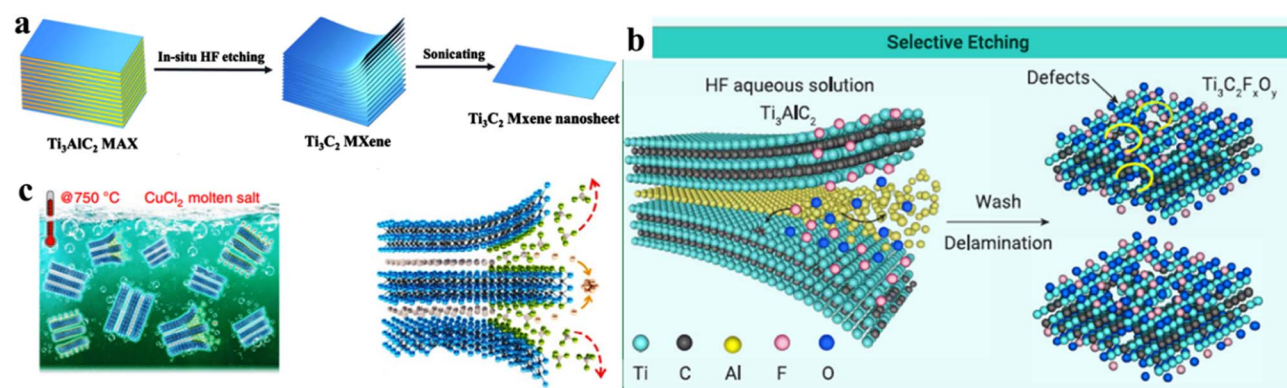 a
In-situ HF etching
Sonicating
Ti₃AlC₂ MAX
Ti₃C₂ MXene
Ti₃C₂ Mxene nanosheet
b
Selective Etching
HF aqueous solution
Ti₃AlC₂
Defects
Ti₃C₂FₓOᵧ
Wash
Delamination
Ti
C
Al
F
O
c
@750 °C
CuCl₂ molten salt